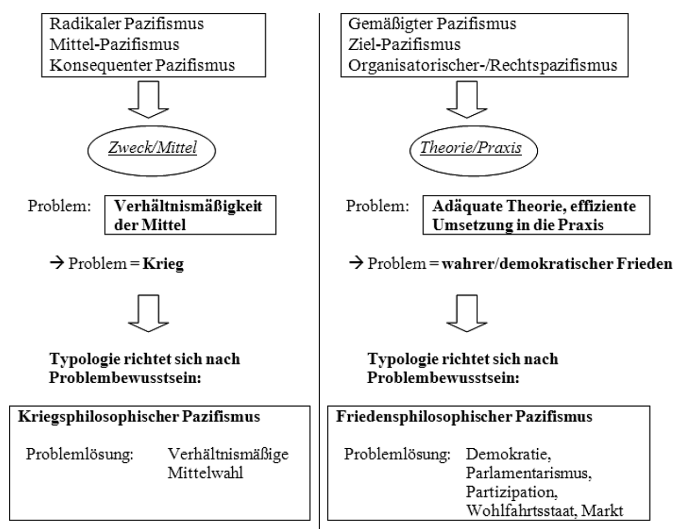 Radikaler Pazifismus
Mittel-Pazifismus
Konsequenter Pazifismus
Zweck/Mittel
Problem: Verhältnismäßigkeit
der Mittel
→ Problem = Krieg
Typologie richtet sich nach
Problembewusstsein:
Kriegsphilosophischer Pazifismus
Problemlösung: Verhältnismäßige
Mittelwahl
Gemäßigter Pazifismus
Ziel-Pazifismus
Organisatorischer-/Rechtspazifismus
Theorie/Praxis
Problem: Adäquate Theorie, effiziente
Umsetzung in die Praxis
→ Problem = wahrer/demokratischer Frieden
Typologie richtet sich nach
Problembewusstsein:
Friedensphilosophischer Pazifismus
Problemlösung: Demokratie,
Parlamentarismus,
Partizipation,
Wohlfahrtsstaat, Markt